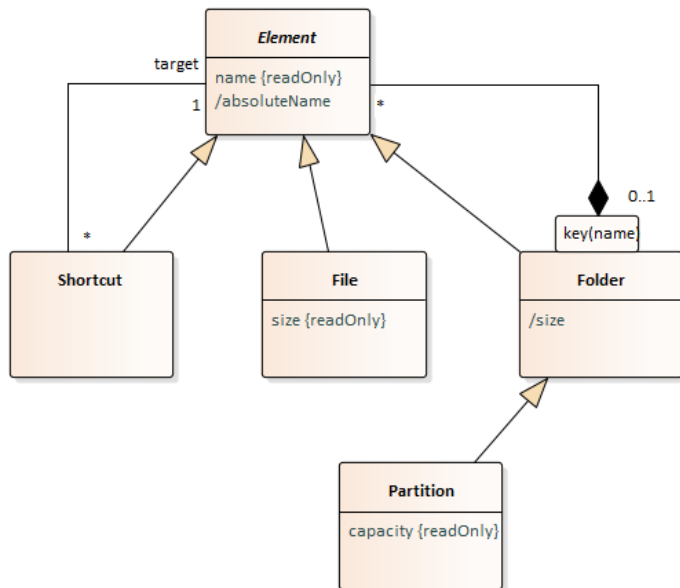 Element
target
name {readOnly}
/absoluteName
1
*
0..1
key(name)
*
Shortcut
File
Folder
size {readOnly}
/size
Partition
capacity {readOnly}